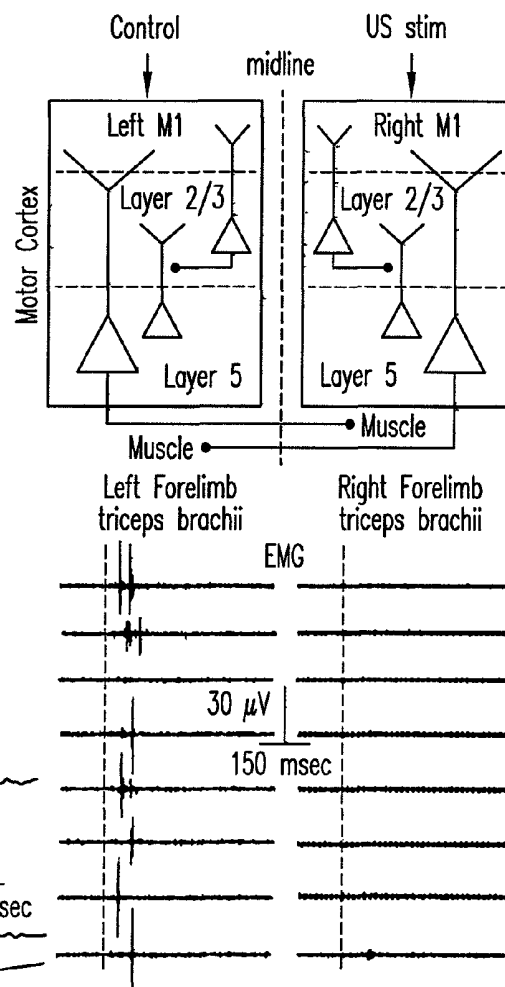 Control
US stim
midline
Left M1
Right M1
Layer 2/3
Layer 2/3
Motor Cortex
Layer 5
Layer 5
Muscle
Muscle
Left Forelimb
triceps brachii
Right Forelimb
triceps brachii
EMG
30 μV
150 msec
sec